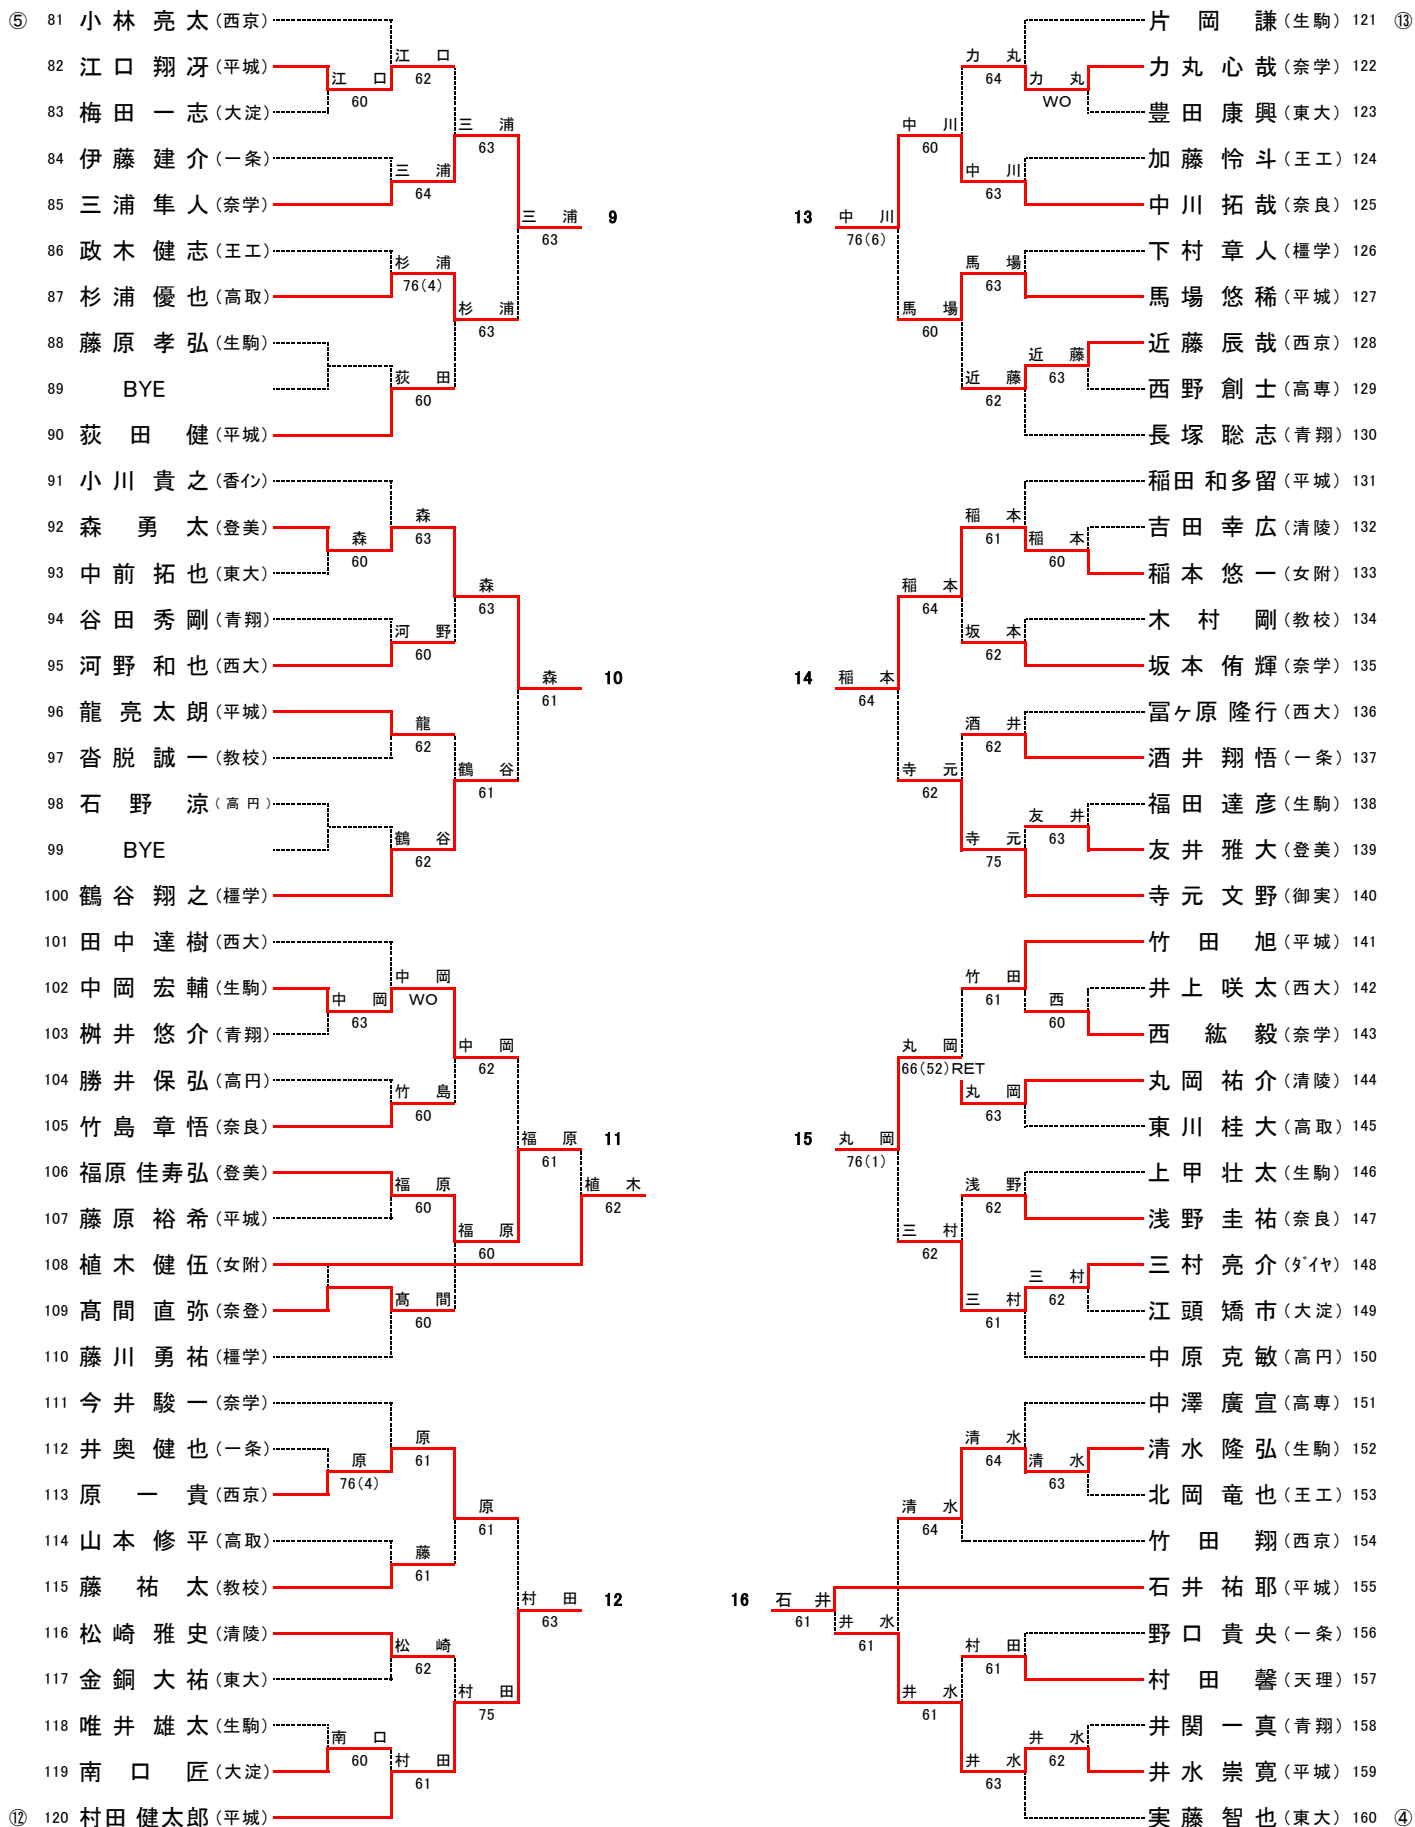 ⑤ 81 小林亮太(西京)
82 江口翔冴(平城)
83 梅田一志(大淀)
84 伊藤建介(一条)
85 三浦隼人(奈学)
86 政木健志(王工)
87 杉浦優也(高取)
88 藤原孝弘(生駒)
89 BYE
90 荻田健(平城)
91 小川貴之(香イン)
92 森勇太(登美)
93 中前拓也(東大)
94 谷田秀剛(青翔)
95 河野和也(西大)
96 龍亮太朗(平城)
97 沓脱誠一(教校)
98 石野涼(高円)
99 BYE
100 鶴谷翔之(橿学)
101 田中達樹(西大)
102 中岡宏輔(生駒)
103 桝井悠介(青翔)
104 勝井保弘(高円)
105 竹島章悟(奈良)
106 福原佳寿弘(登美)
107 藤原裕希(平城)
108 植木健伍(女附)
109 髙間直弥(奈登)
110 藤川勇祐(橿学)
111 今井駿一(奈学)
112 井奥健也(一条)
113 原一貴(西京)
114 山本修平(高取)
115 藤祐太(教校)
116 松崎雅史(清陵)
117 金銅大祐(東大)
118 唯井雄太(生駒)
119 南口匠(大淀)
⑫ 120 村田健太郎(平城)
江口
60
森
60
中岡
63
原
76(4)
南口
60
江口
62
三浦
64
杉浦
76(4)
荻田
60
森
63
河野
60
龍
62
鶴谷
62
中岡
WO
竹島
60
福原
60
髙間
60
原
61
藤
61
松崎
62
村田
61
三浦
63
杉浦
63
森
63
鶴谷
61
中岡
62
福原
60
原
61
村田
75
三浦 9
63
森 10
61
福原 11
61
植木
62
村田 12
63
片岡謙(生駒) 121 ⑬
力丸心哉(奈学) 122
豊田康興(東大) 123
加藤怜斗(王工) 124
中川拓哉(奈良) 125
下村章人(橿学) 126
馬場悠稀(平城) 127
近藤辰哉(西京) 128
西野創士(高専) 129
長塚聡志(青翔) 130
稲田和多留(平城) 131
吉田幸広(清陵) 132
稲本悠一(女附) 133
木村剛(教校) 134
坂本侑輝(奈学) 135
冨ヶ原隆行(西大) 136
酒井翔悟(一条) 137
福田達彦(生駒) 138
友井雅大(登美) 139
寺元文野(御実) 140
竹田旭(平城) 141
井上咲太(西大) 142
西紘毅(奈学) 143
丸岡祐介(清陵) 144
東川桂大(高取) 145
上甲壮太(生駒) 146
浅野圭祐(奈良) 147
三村亮介(ダイヤ) 148
江頭矯市(大淀) 149
中原克敏(高円) 150
中澤廣宣(高専) 151
清水隆弘(生駒) 152
北岡竜也(王工) 153
竹田翔(西京) 154
石井祐耶(平城) 155
野口貴央(一条) 156
村田馨(天理) 157
井関一真(青翔) 158
井水崇寛(平城) 159
実藤智也(東大) 160 ④
力丸
WO
近藤
63
稲本
60
友井
63
西
60
三村
62
清水
63
井水
62
力丸
64
中川
63
馬場
63
近藤
62
稲本
61
坂本
62
酒井
62
寺元
75
竹田
61
丸岡
63
浅野
62
三村
61
清水
64
村田
61
井水
63
中川
60
馬場
60
稲本
64
寺元
62
丸岡
66(52)RET
三村
62
清水
64
井水
61
13 中川
76(6)
14 稲本
64
15 丸岡
76(1)
井水
61
16 石井
61